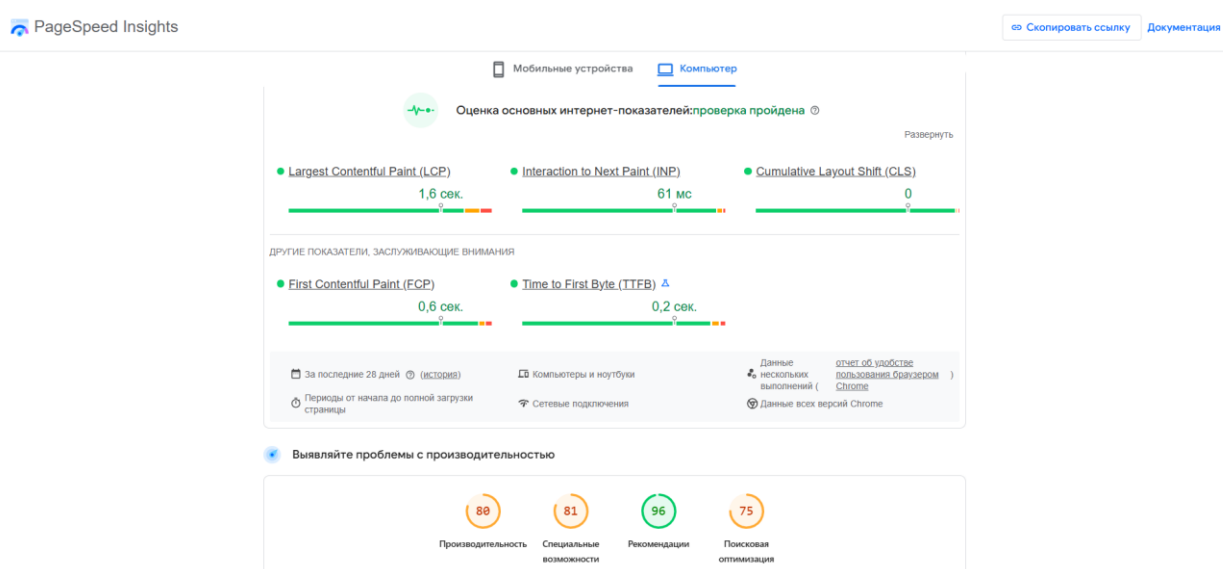 PageSpeed Insights
Скопировать ссылку
Документация
Мобильные устройства
Компьютер
Оценка основных интернет-показателей:проверка пройдена
Развернуть
Largest Contentful Paint (LCP)
1,6 сек.
Interaction to Next Paint (INP)
61 мс
Cumulative Layout Shift (CLS)
0
ДРУГИЕ ПОКАЗАТЕЛИ, ЗАСЛУЖИВАЮЩИЕ ВНИМАНИЯ
First Contentful Paint (FCP)
0,6 сек.
Time to First Byte (TTFB)
0,2 сек.
За последние 28 дней (история)
Компьютеры и ноутбуки
Данные
нескольких
выполнений (
отчет об удобстве
пользования браузером
Chrome
)
Периоды от начала до полной загрузки
страницы
Сетевые подключения
Данные всех версий Chrome
Выявляйте проблемы с производительностью
80
Производительность
81
Специальные
возможности
96
Рекомендации
75
Поисковая
оптимизация